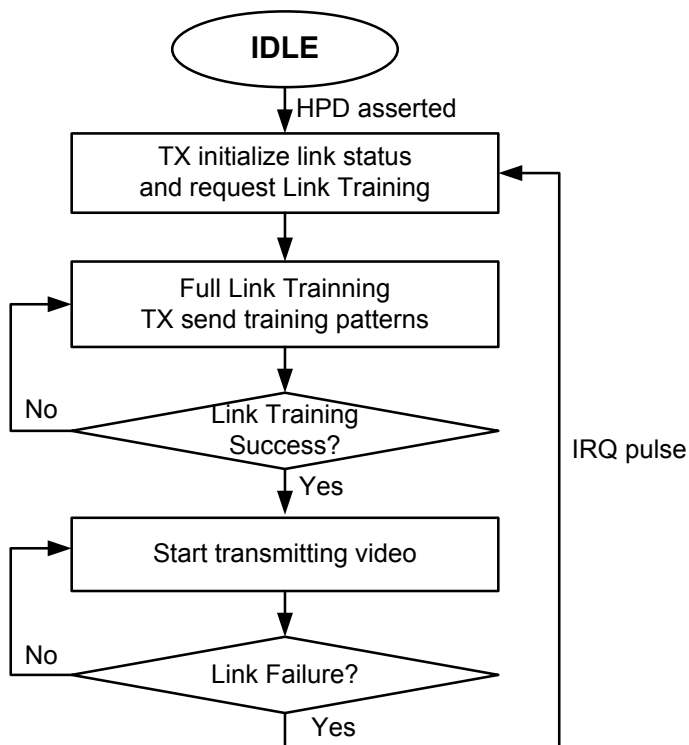 IDLE
HPD asserted
TX initialize link status
and request Link Training
Full Link Trainning
TX send training patterns
No
Link Training
Success?
IRQ pulse
Yes
Start transmitting video
No
Link Failure?
Yes